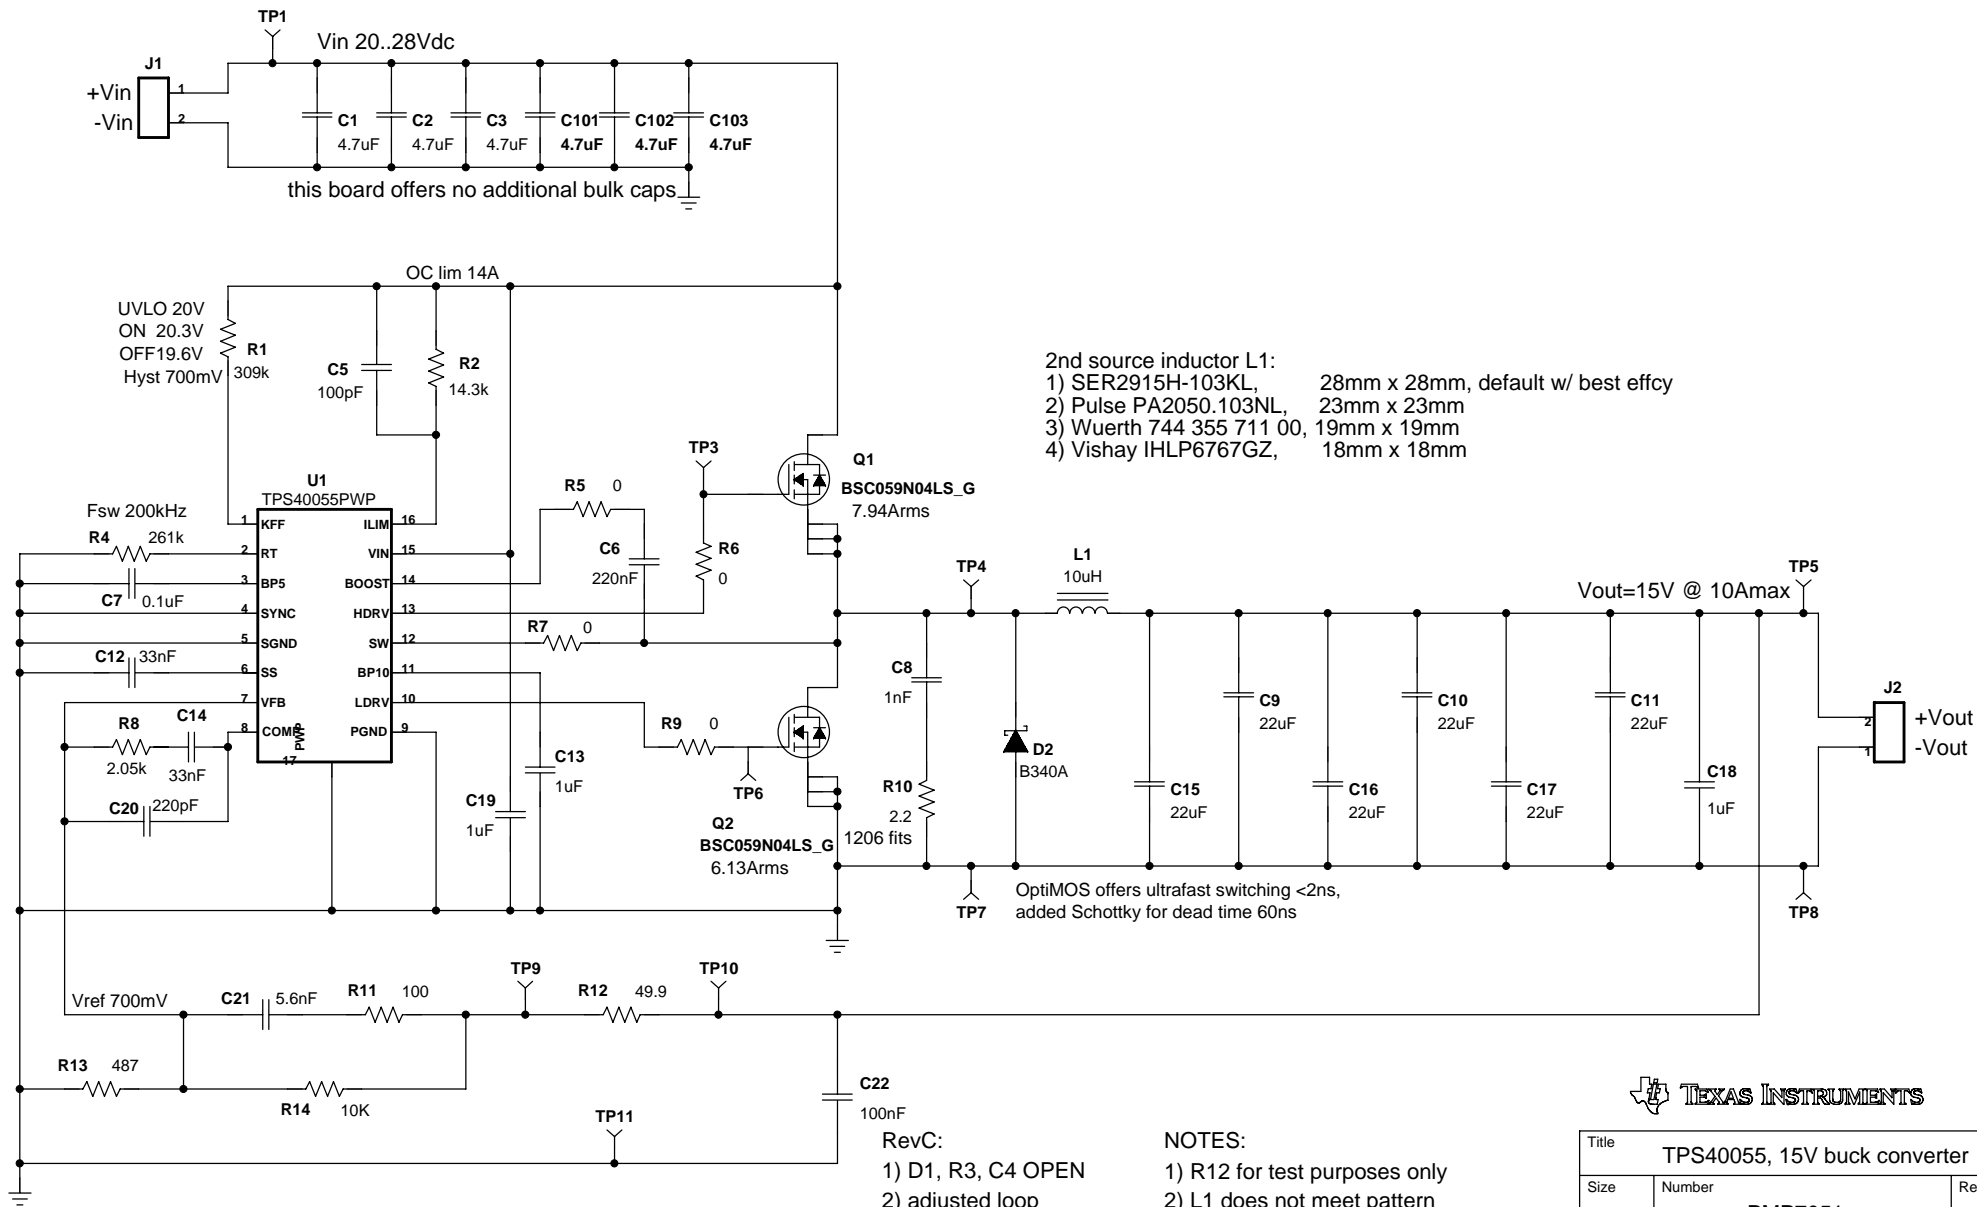 TP1
Vin 20..28Vdc
J1
+Vin
1
-Vin
2
C1
4.7uF
C2
4.7uF
C3
4.7uF
C101
4.7uF
C102
4.7uF
C103
4.7uF
this board offers no additional bulk caps
OC lim 14A
UVLO 20V
ON 20.3V
OFF19.6V
Hyst 700mV
R1
309k
C5
100pF
R2
14.3k
2nd source inductor L1:
1) SER2915H-103KL, 28mm x 28mm, default w/ best effcy
2) Pulse PA2050.103NL, 23mm x 23mm
3) Wuerth 744 355 711 00, 19mm x 19mm
4) Vishay IHLP6767GZ, 18mm x 18mm
TP3
Q1
BSC059N04LS_G
7.94Arms
U1
TPS40055PWP
Fsw 200kHz
R4
261k
C7
0.1uF
C12
33nF
1 KFF
2 RT
3 BP5
4 SYNC
5 SGND
6 SS
7 VFB
8 COMP
PWP
17
ILIM 16
VIN 15
BOOST 14
HDRV 13
SW 12
BP10 11
LDRV 10
PGND 9
R5
0
C6
220nF
R6
0
R7
0
R8
2.05k
C14
33nF
C20
220pF
C19
1uF
C13
1uF
R9
0
TP6
Q2
BSC059N04LS_G
6.13Arms
TP4
L1
10uH
Vout=15V @ 10Amax
TP5
C8
1nF
R10
2.2
1206 fits
D2
B340A
C15
22uF
C9
22uF
C16
22uF
C10
22uF
C17
22uF
C11
22uF
C18
1uF
J2
2
+Vout
-Vout
1
TP7
OptiMOS offers ultrafast switching <2ns,
added Schottky for dead time 60ns
TP8
Vref 700mV
C21
5.6nF
R11
100
TP9
R12
49.9
TP10
R13
487
R14
10K
TP11
C22
100nF
RevC:
1) D1, R3, C4 OPEN
2) adjusted loop
NOTES:
1) R12 for test purposes only
2) L1 does not meet pattern
TEXAS INSTRUMENTS
Title
TPS40055, 15V buck converter
Size
Number
Re